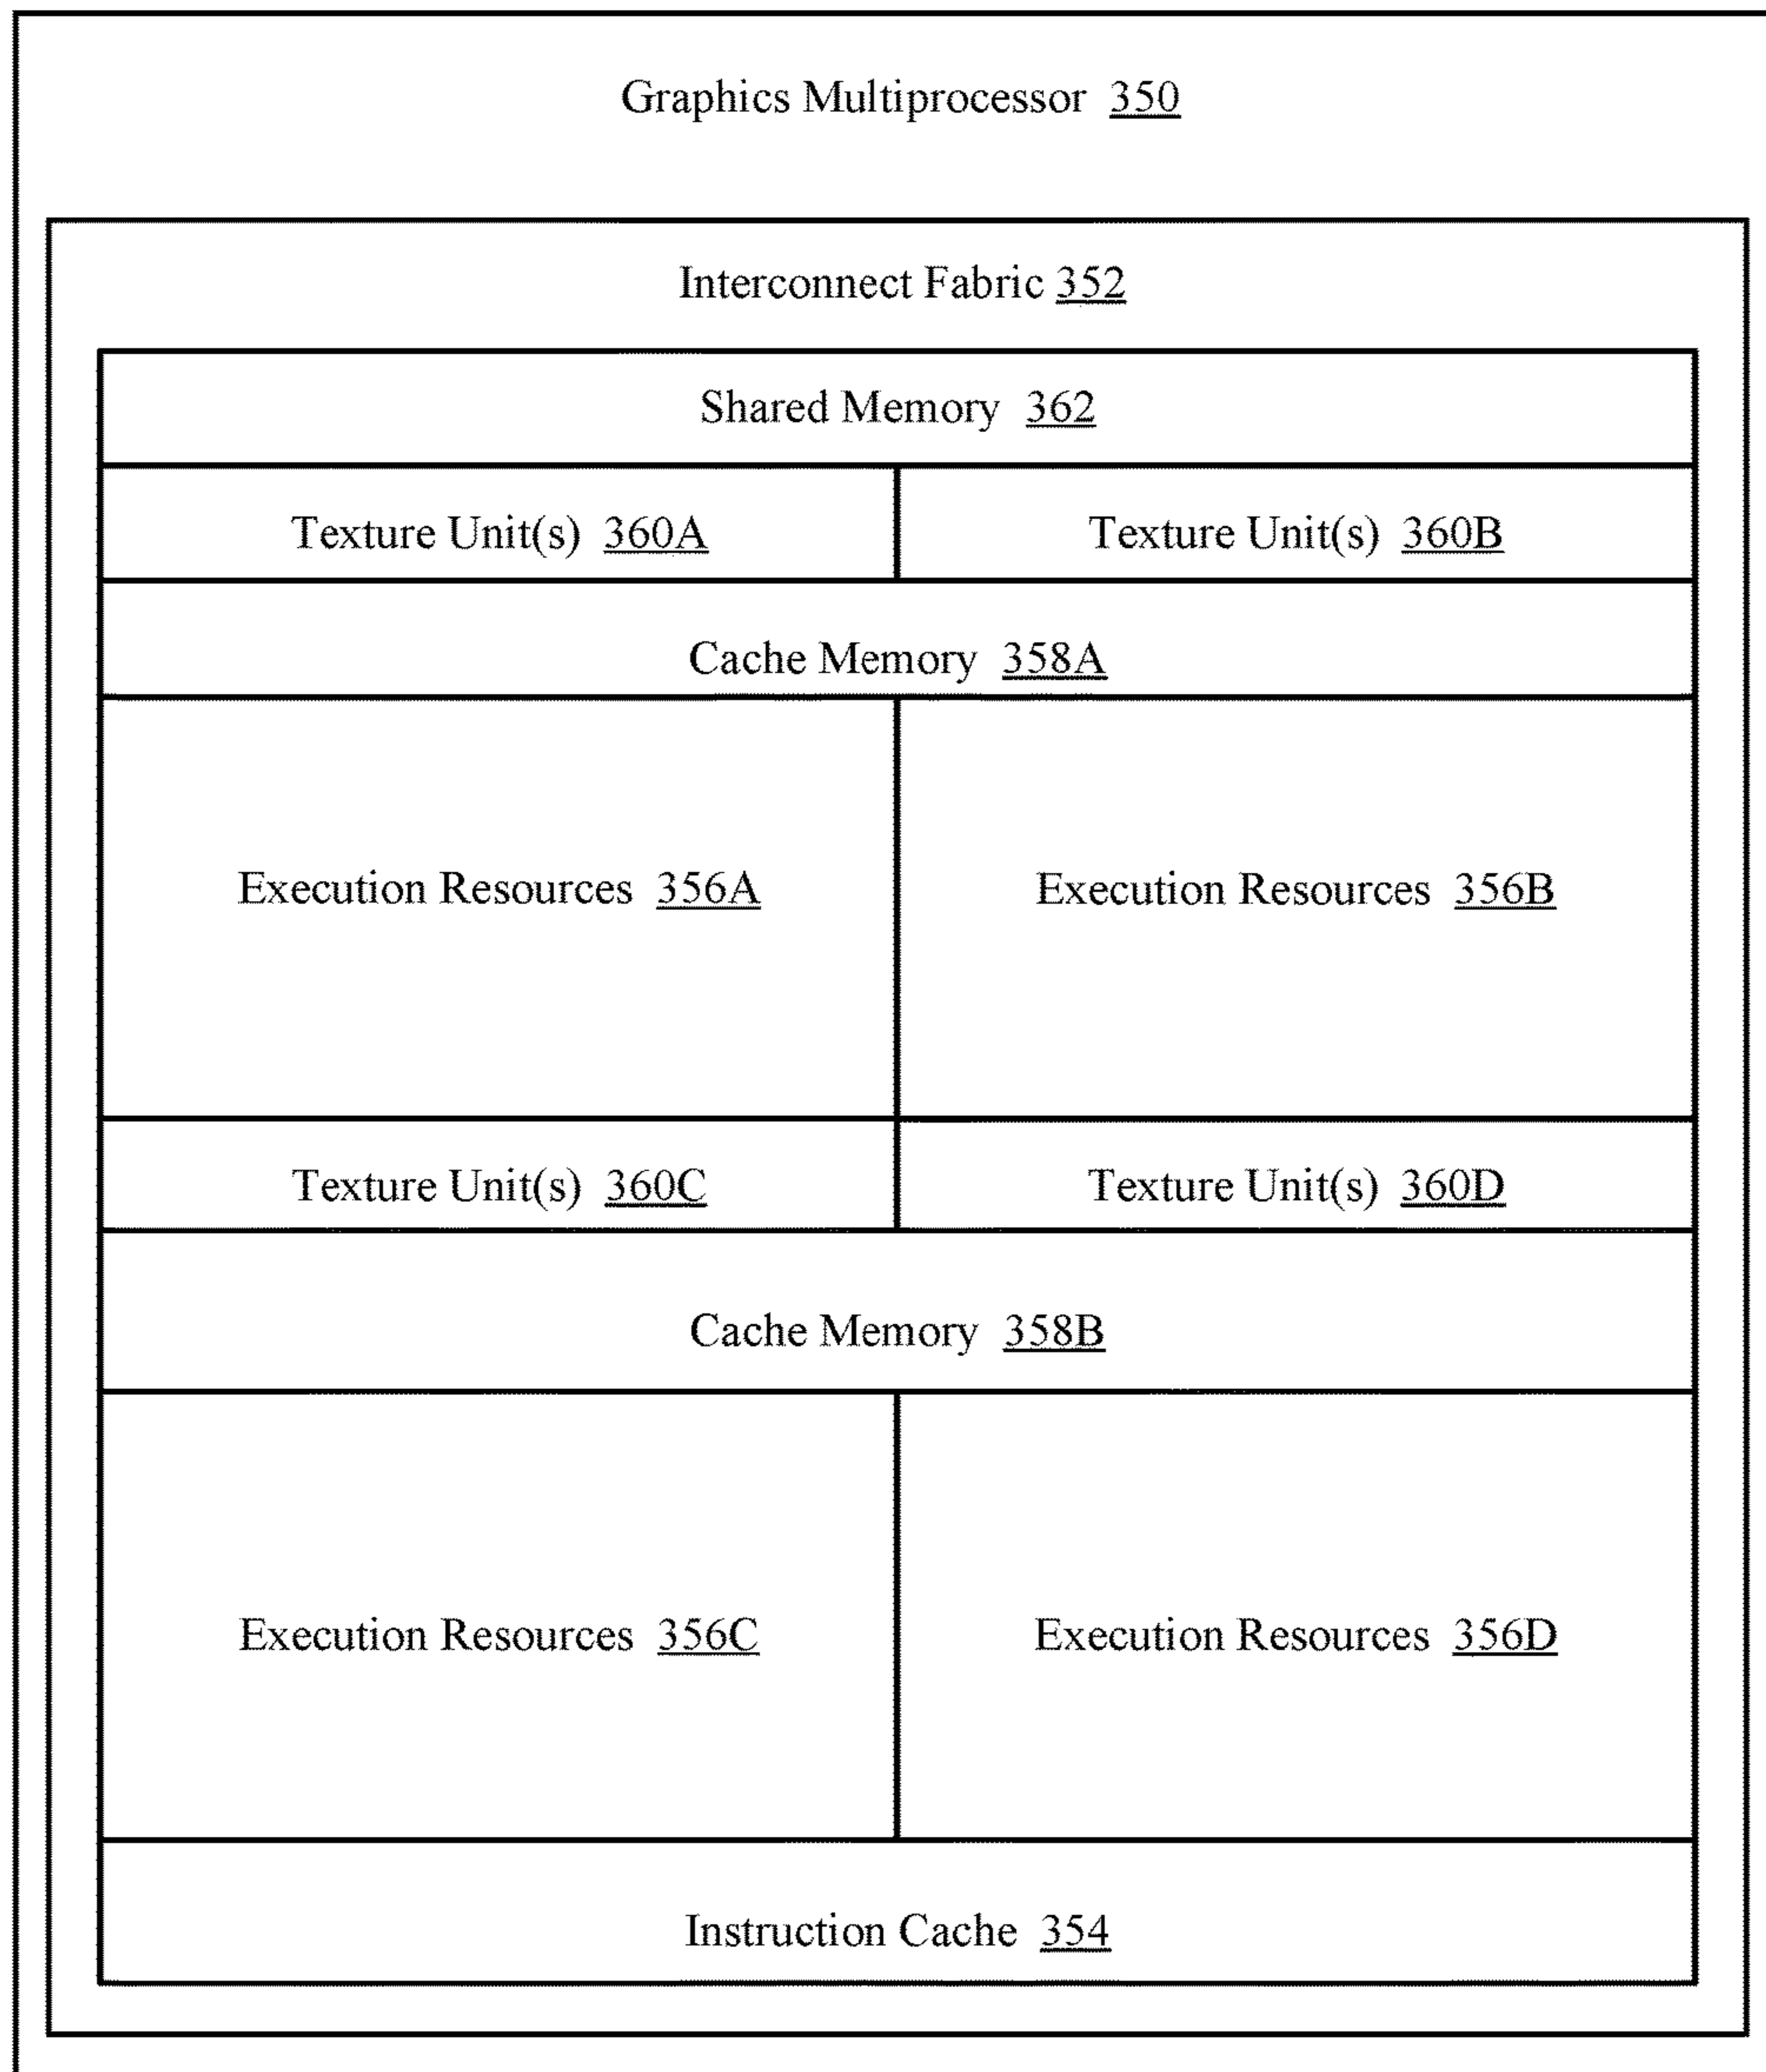 Graphics Multiprocessor 350
Interconnect Fabric 352
Shared Memory 362
Texture Unit(s) 360A
Texture Unit(s) 360B
Cache Memory 358A
Execution Resources 356A
Execution Resources 356B
Texture Unit(s) 360C
Texture Unit(s) 360D
Cache Memory 358B
Execution Resources 356C
Execution Resources 356D
Instruction Cache 354